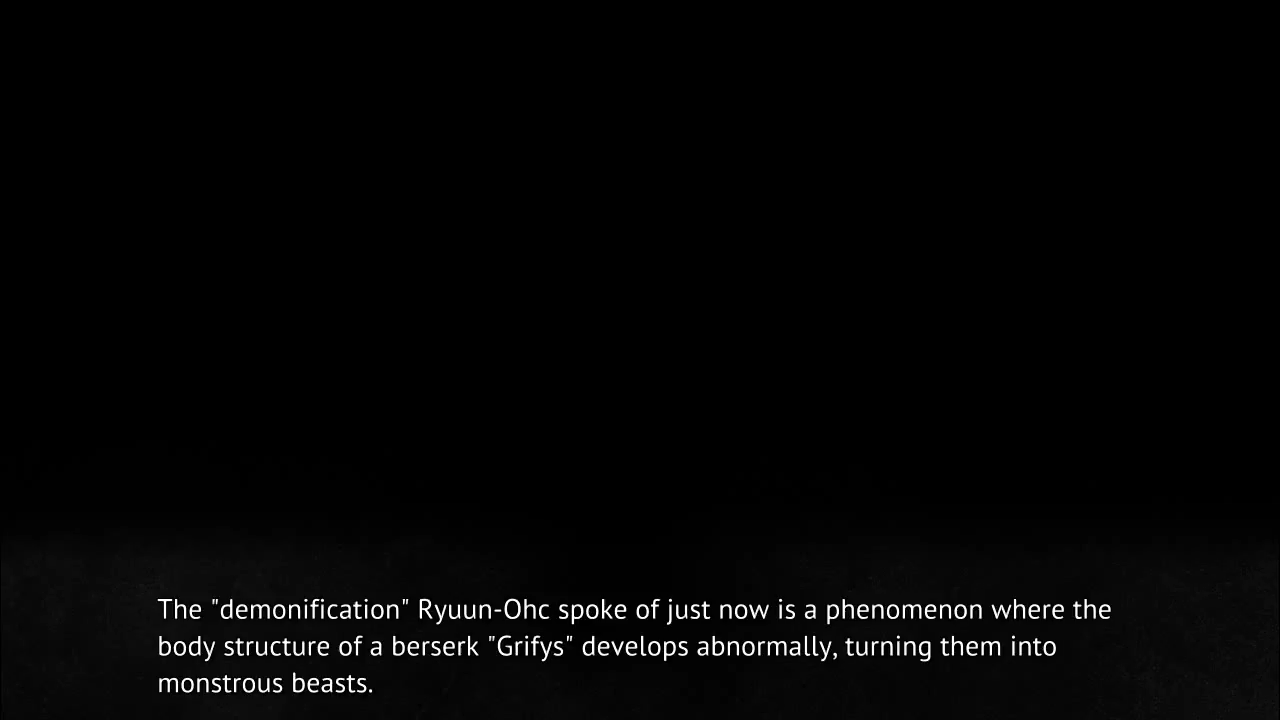 The "demonification" Ryuun-Ohc spoke of just now is a phenomenon where the
body structure of a berserk "Grifys" develops abnormally, turning them into
monstrous beasts.